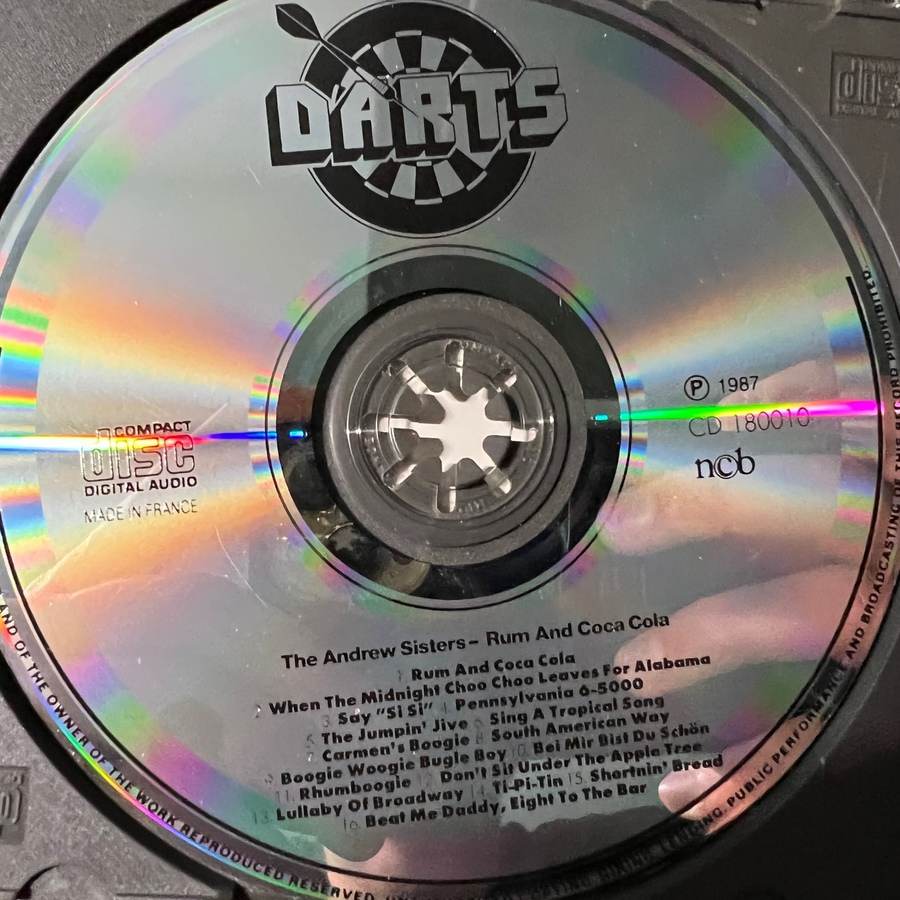 DARTS
Ⓟ 1987
CD 180010
ncb
COMPACT
disc
DIGITAL AUDIO
MADE IN FRANCE
The Andrew Sisters – Rum And Coca Cola
1 Rum And Coca Cola
2 When The Midnight Choo Choo Leaves For Alabama
3 Say "Si Si" 4 Pennsylvania 6-5000
5 The Jumpin' Jive 6 Sing A Tropical Song
7 Carmen's Boogie 8 South American Way
9 Boogie Woogie Bugle Boy 10 Bei Mir Bist Du Schön
11 Rhumboogie 12 Don't Sit Under The Apple Tree
13 Lullaby Of Broadway 14 Ti-Pi-Tin 15 Shortnin' Bread
16 Beat Me Daddy, Eight To The Bar
AND OF THE OWNER OF THE WORK REPRODUCED RESERVED. PUBLIC PERFORMANCE AND BROADCASTING OF THIS RECORD PROHIBITED.
disc